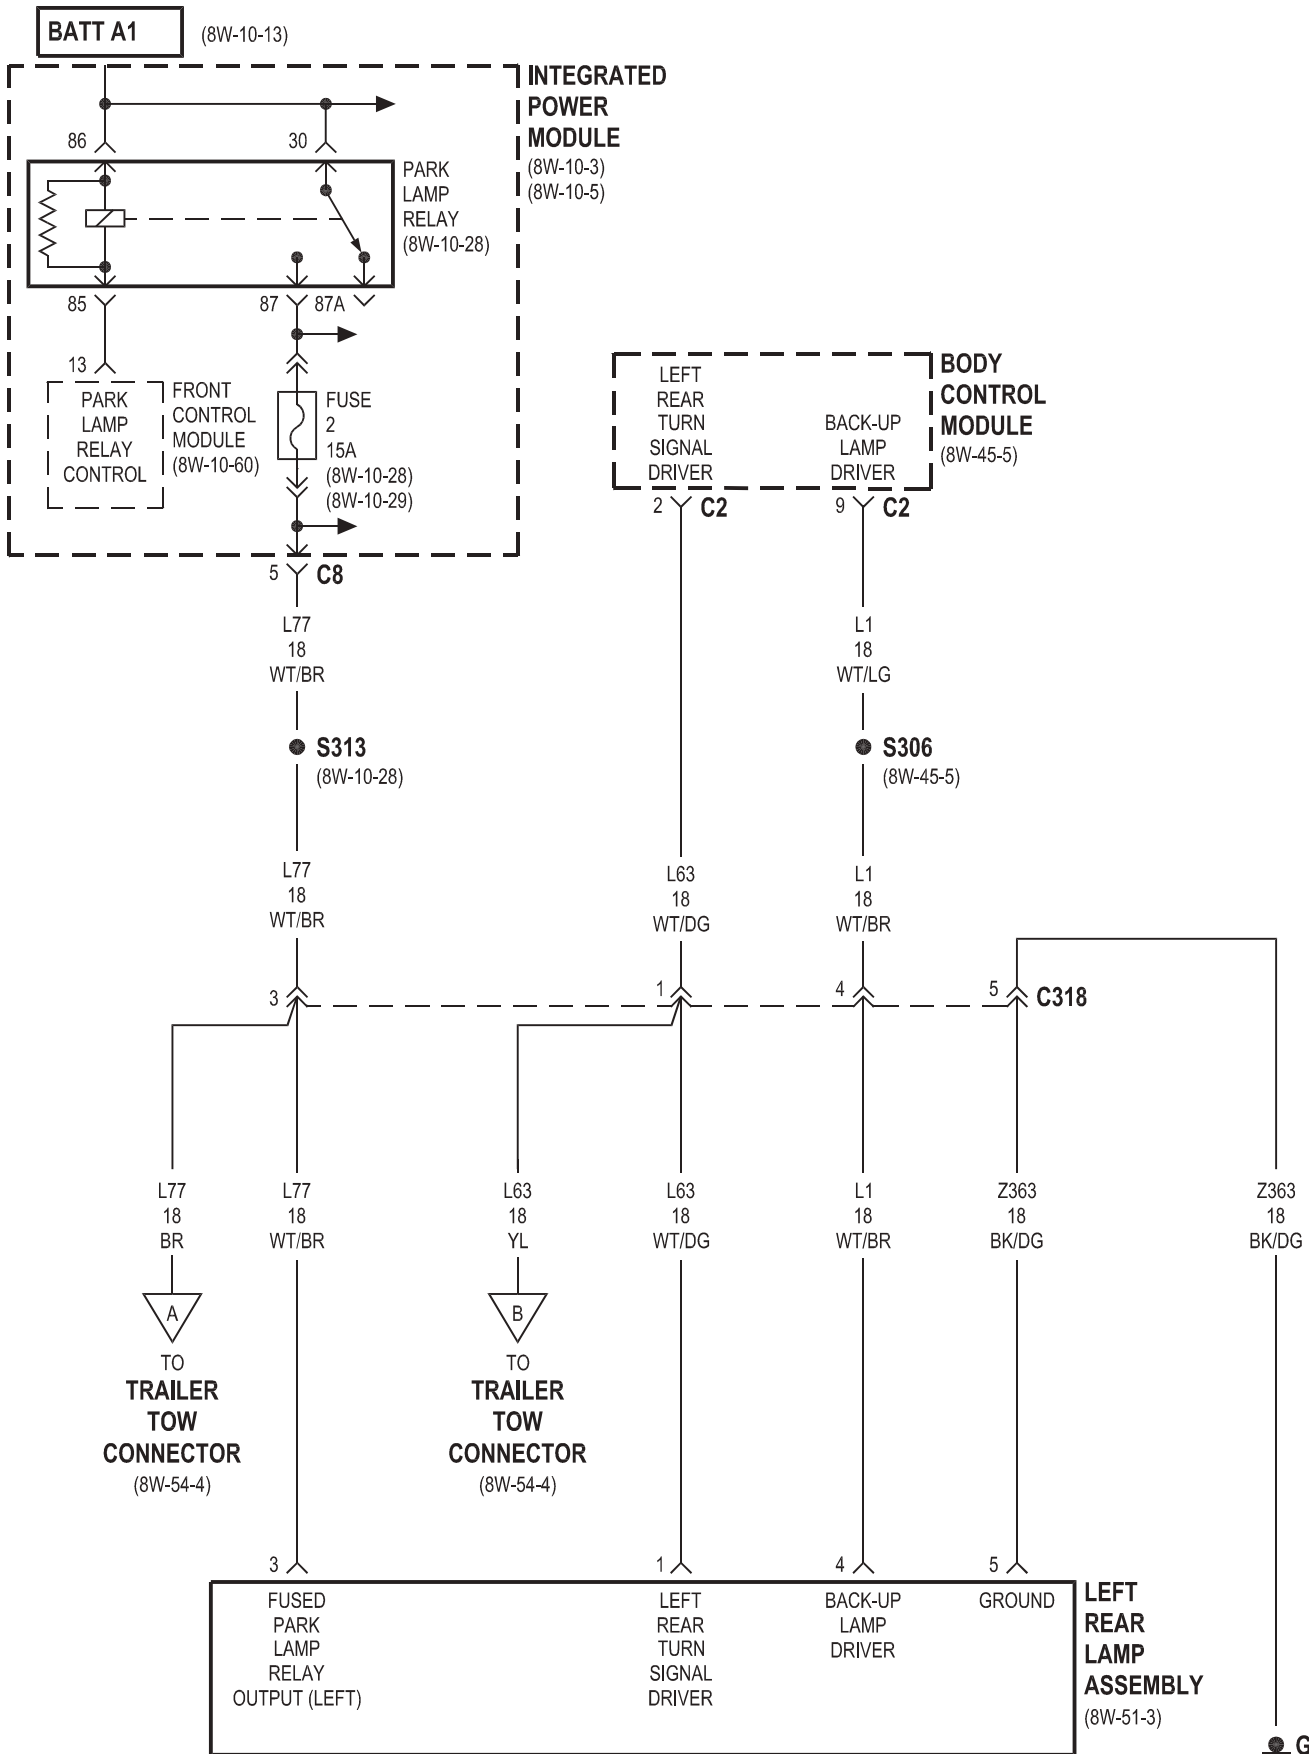 BATT A1
(8W-10-13)
INTEGRATED
POWER
MODULE
(8W-10-3)
(8W-10-5)
86
30
PARK
LAMP
RELAY
(8W-10-28)
85
87
87A
13
PARK
LAMP
RELAY
CONTROL
FRONT
CONTROL
MODULE
(8W-10-60)
FUSE
2
15A
(8W-10-28)
(8W-10-29)
5
C8
LEFT
REAR
TURN
SIGNAL
DRIVER
BACK-UP
LAMP
DRIVER
BODY
CONTROL
MODULE
(8W-45-5)
2
C2
9
C2
L77
18
WT/BR
L1
18
WT/LG
S313
(8W-10-28)
S306
(8W-45-5)
L77
18
WT/BR
L63
18
WT/DG
L1
18
WT/BR
3
1
4
5
C318
L77
18
BR
L77
18
WT/BR
L63
18
YL
L63
18
WT/DG
L1
18
WT/BR
Z363
18
BK/DG
Z363
18
BK/DG
A
TO
TRAILER
TOW
CONNECTOR
(8W-54-4)
B
TO
TRAILER
TOW
CONNECTOR
(8W-54-4)
3
1
4
5
FUSED
PARK
LAMP
RELAY
OUTPUT (LEFT)
LEFT
REAR
TURN
SIGNAL
DRIVER
BACK-UP
LAMP
DRIVER
GROUND
LEFT
REAR
LAMP
ASSEMBLY
(8W-51-3)
G